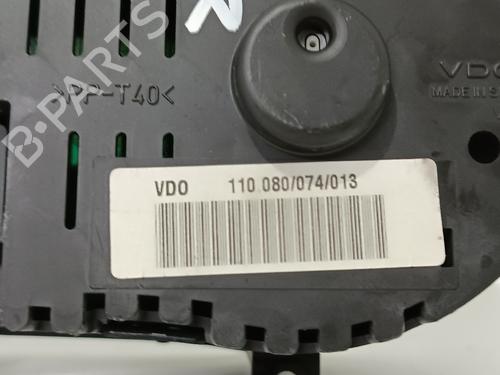 B-PARTS
>PP-T40<
VDO
MADE IN S
VDO 110.080/074/013